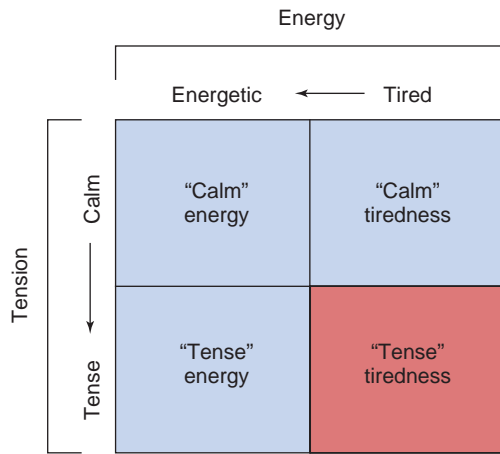 Energy
Energetic
Tired
Tension
Calm
Tense
“Calm”
energy
“Calm”
tiredness
“Tense”
energy
“Tense”
tiredness